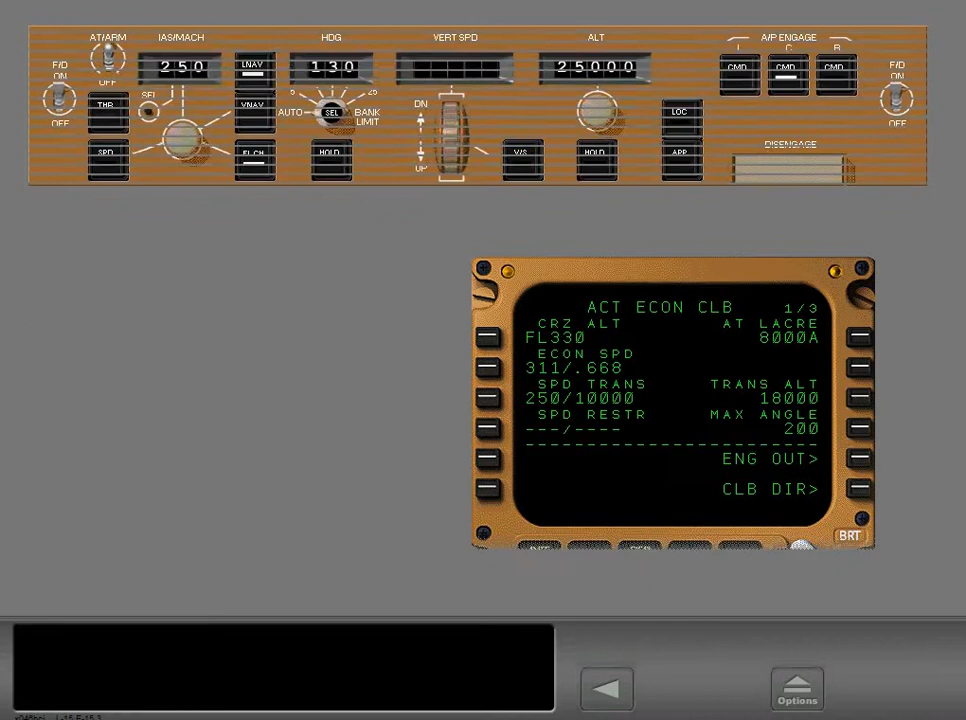 AT/ARM IAS/MACH HDG VERT SPD ALT A/P ENGAGE
L C R
F/D ON F/D ON
250 LNAV 130 25000 CMD CMD CMD
OFF
SEL 5 25
OFF THR VNAV AUTO SEL BANK LIMIT DN LOC OFF
SPD FLCH HOLD UP V/S HOLD APP DISENGAGE
ACT ECON CLB 1/3
CRZ ALT AT LACRE
FL330 8000A
ECON SPD
311/.668
SPD TRANS TRANS ALT
250/10000 18000
SPD RESTR MAX ANGLE
---/---- 200
------------------------
ENG OUT>
CLB DIR>
BRT
Options